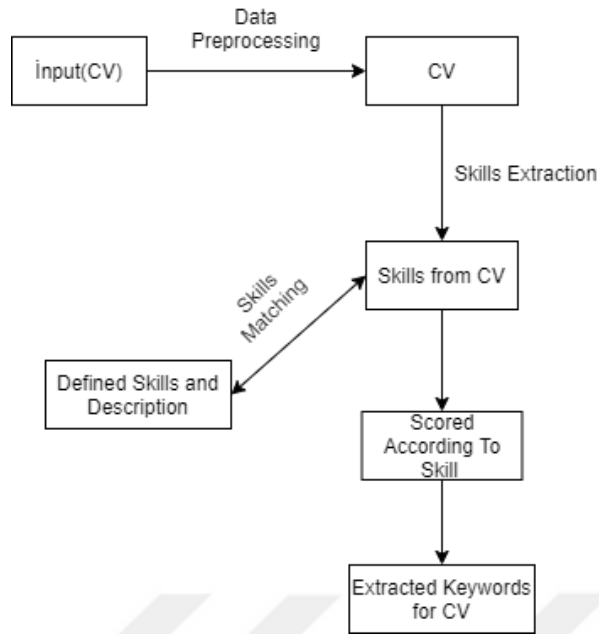 Data
Preprocessing
İnput(CV)
CV
Skills Extraction
Skills from CV
Skills
Matching
Defined Skills and
Description
Scored
According To
Skill
Extracted Keywords
for CV